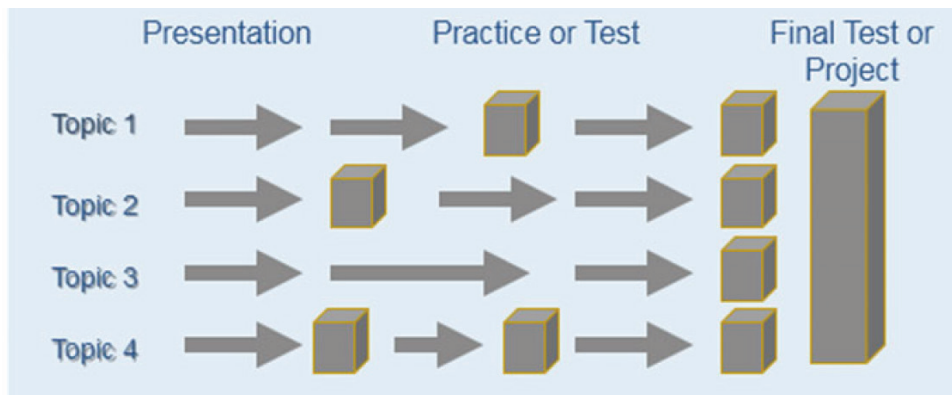 Presentation
Practice or Test
Final Test or
Project
Topic 1
Topic 2
Topic 3
Topic 4